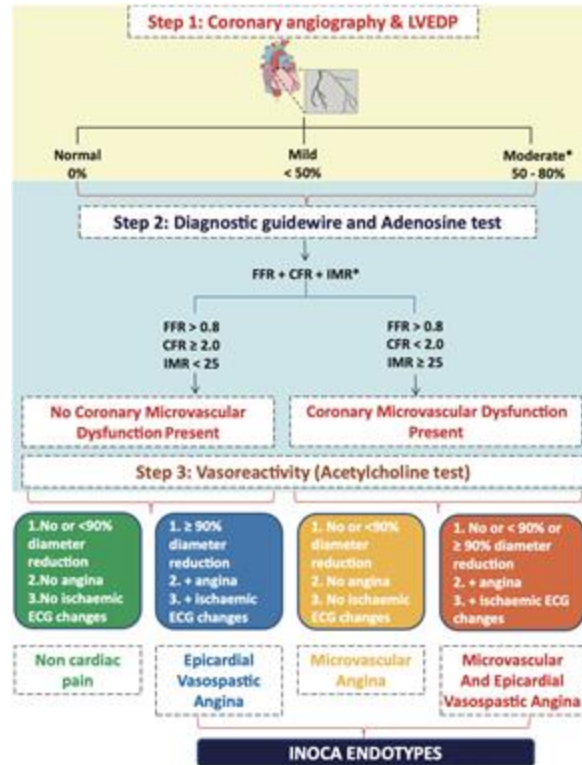 Step 1: Coronary angiography & LVEDP
Normal
0%
Mild
< 50%
Moderate*
50 - 80%
Step 2: Diagnostic guidewire and Adenosine test
FFR + CFR + IMR*
FFR > 0.8
CFR ≥ 2.0
IMR < 25
FFR > 0.8
CFR < 2.0
IMR ≥ 25
No Coronary Microvascular
Dysfunction Present
Coronary Microvascular Dysfunction
Present
Step 3: Vasoreactivity (Acetylcholine test)
1.No or <90%
diameter
reduction
2.No angina
3.No ischaemic
ECG changes
1. ≥ 90%
diameter
reduction
2. + angina
3. + ischaemic
ECG changes
1.No or <90%
diameter
reduction
2. No angina
3. No ischaemic
ECG changes
1. No or < 90% or
≥ 90% diameter
reduction
2. + angina
3. + ischaemic ECG
changes
Non cardiac
pain
Epicardial
Vasospastic
Angina
Microvascular
Angina
Microvascular
And Epicardial
Vasospastic Angina
INOCA ENDOTYPES